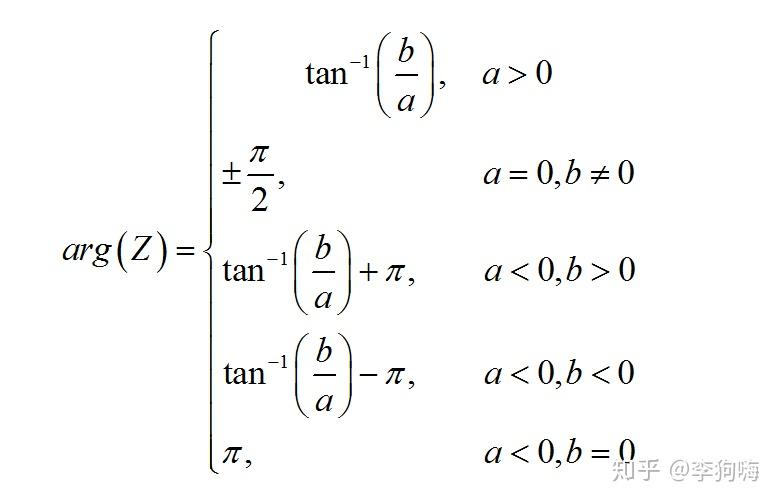 tan⁻¹(b/a), a > 0
±π/2, a = 0, b ≠ 0
arg(Z) = { tan⁻¹(b/a) + π, a < 0, b > 0
tan⁻¹(b/a) − π, a < 0, b < 0
π, a < 0, b = 0
知乎 @李狗嗨